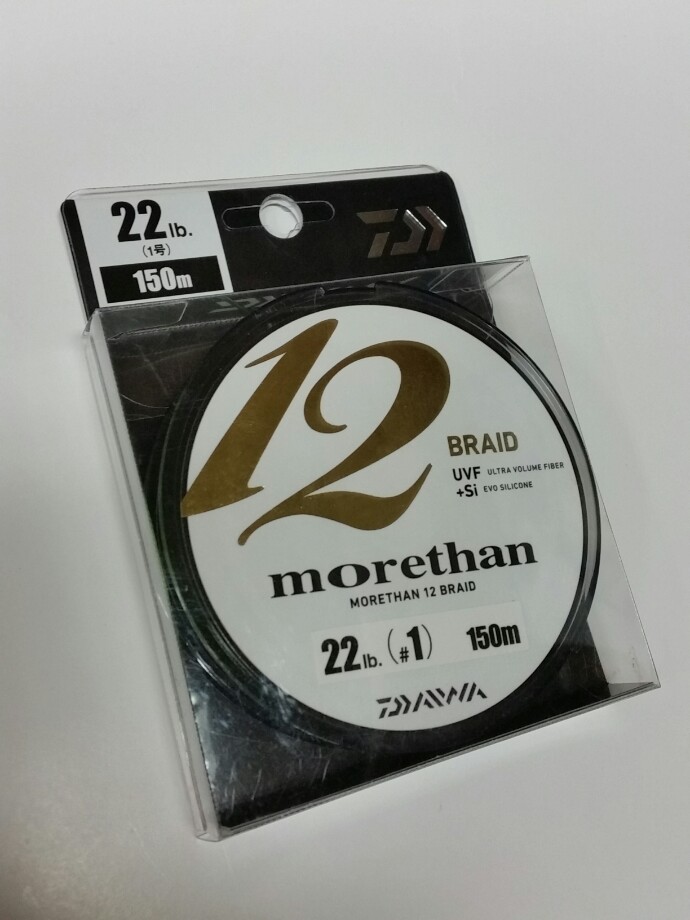 22lb.
(1号)
150m
12
BRAID
UVF ULTRA VOLUME FIBER
+Si EVO SILICONE
morethan
MORETHAN 12 BRAID
22lb.(#1) 150m
DAIWA